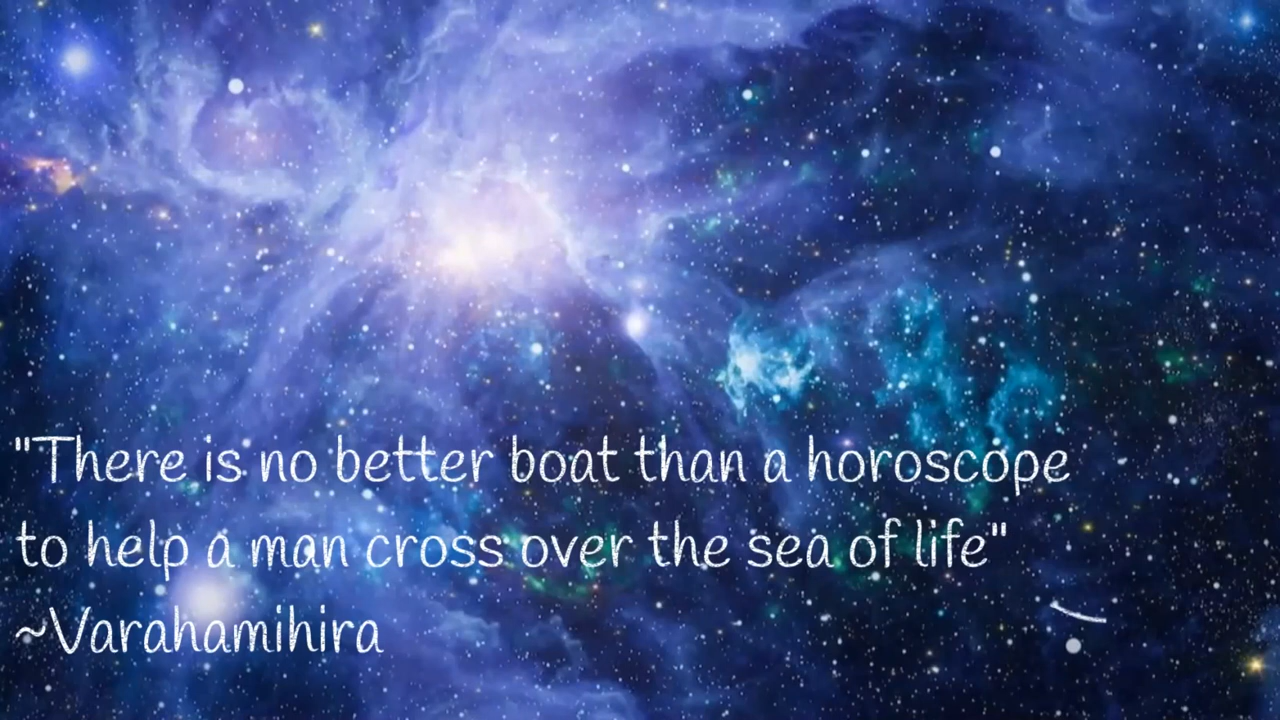 "There is no better boat than a horoscope
to help a man cross over the sea of life"
~Varahamihira